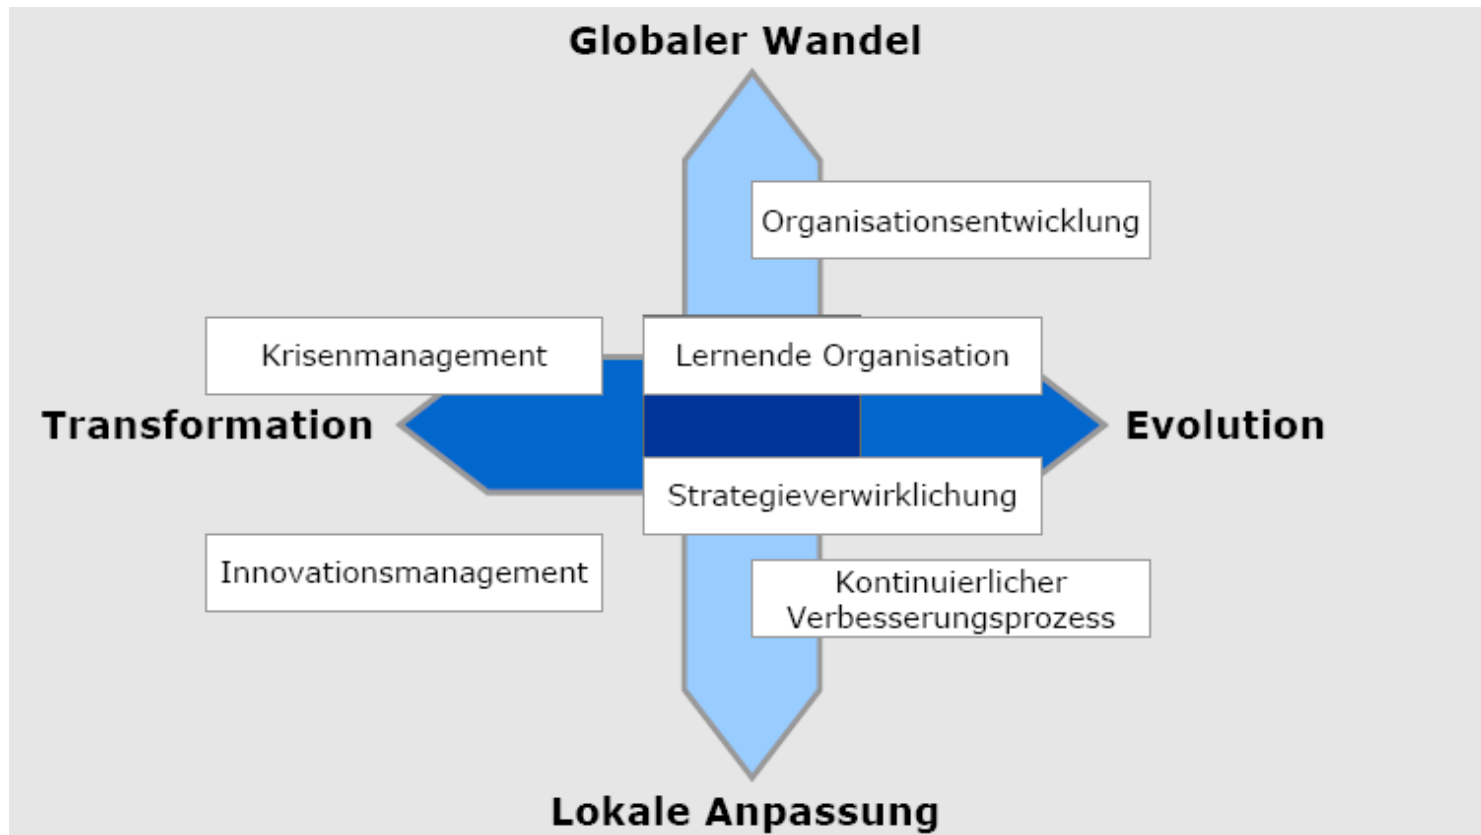 Globaler Wandel
Organisationsentwicklung
Krisenmanagement
Lernende Organisation
Transformation
Evolution
Strategieverwirklichung
Innovationsmanagement
Kontinuierlicher
Verbesserungsprozess
Lokale Anpassung